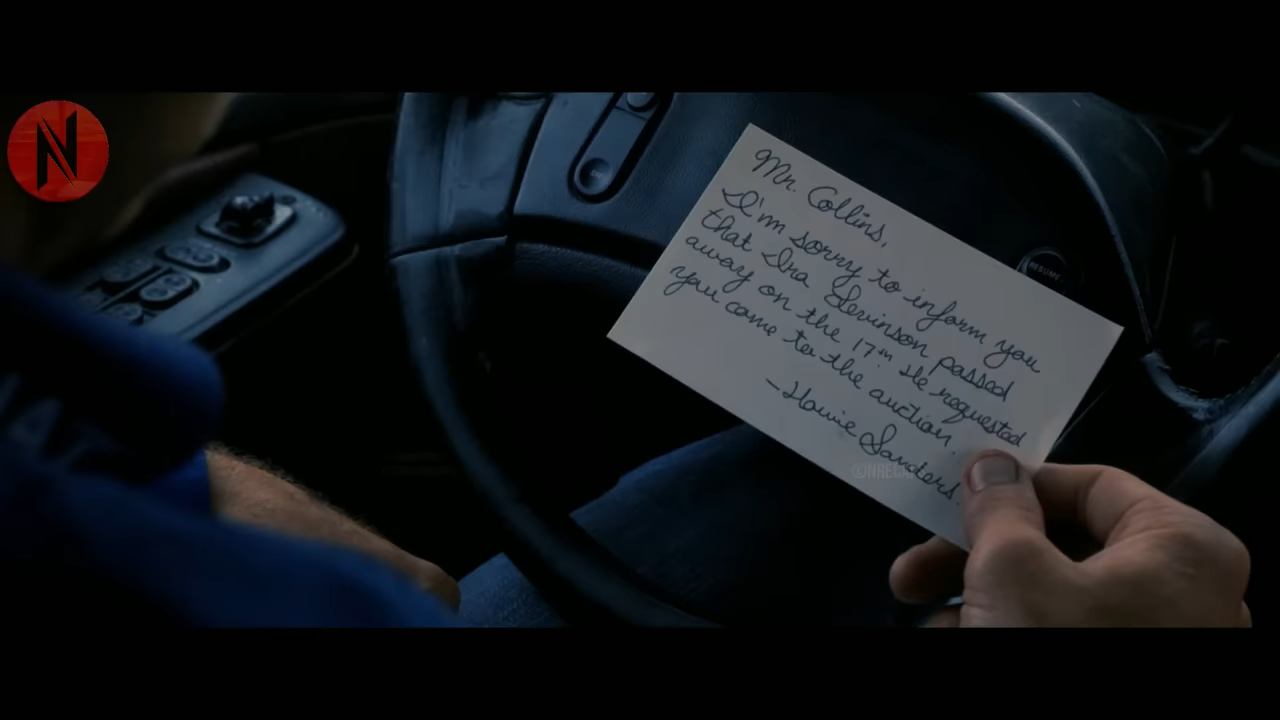 N
Mr. Collins,
I'm sorry to inform you
that Ira Levinson passed
away on the 17th. He requested
you come to the auction.
-Howie Sanders.
RESUME